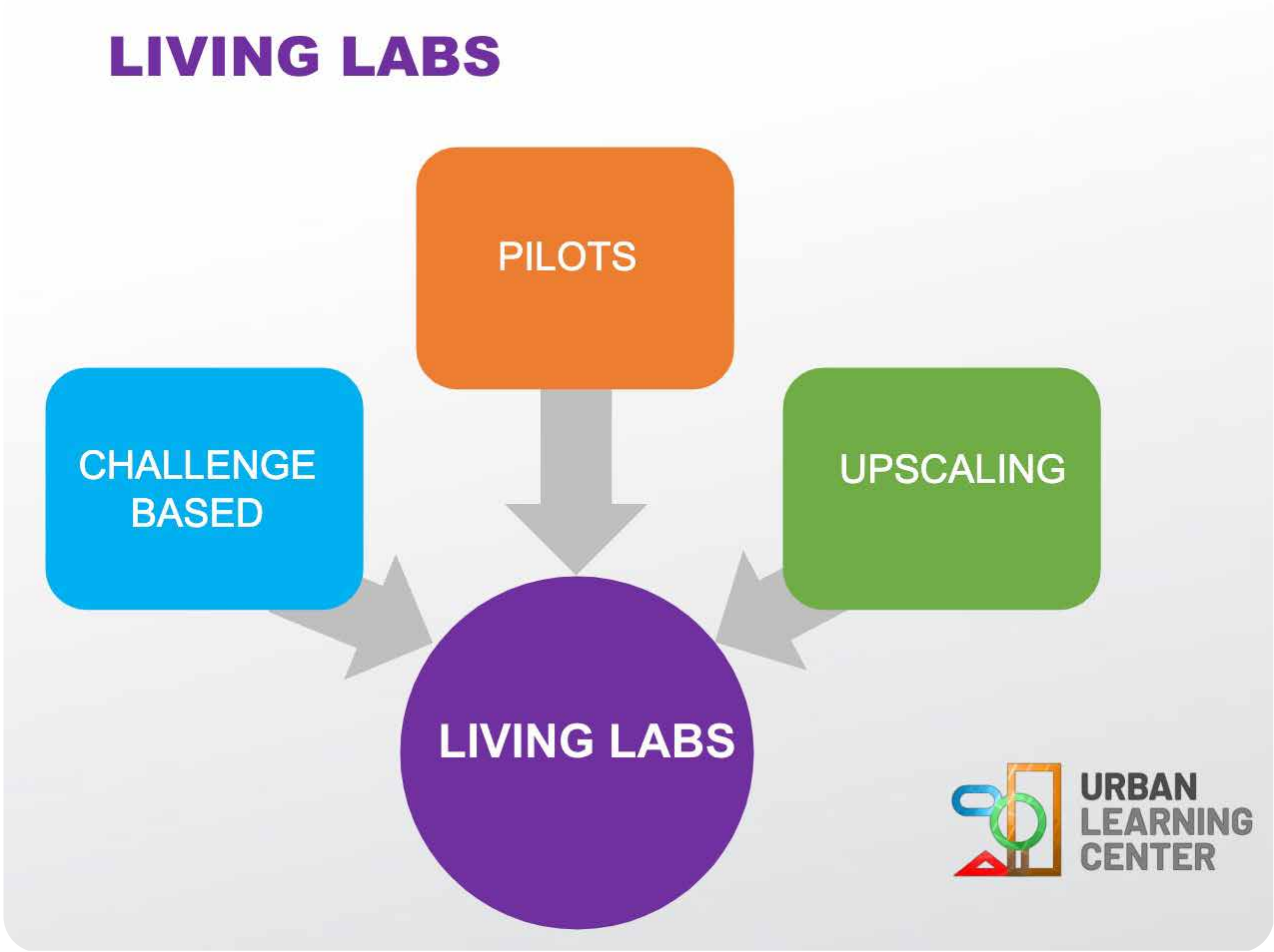 LIVING LABS
PILOTS
CHALLENGE
BASED
UPSCALING
LIVING LABS
URBAN
LEARNING
CENTER